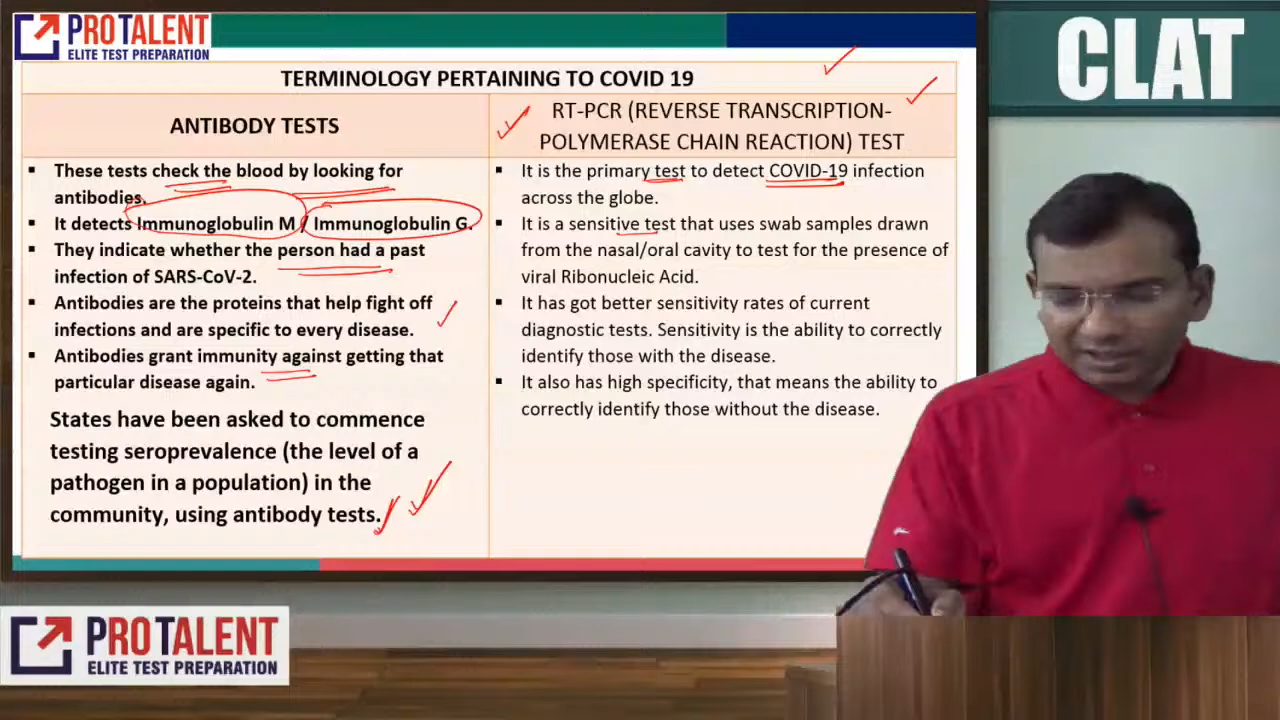 PROTALENT
ELITE TEST PREPARATION
CLAT
TERMINOLOGY PERTAINING TO COVID 19
ANTIBODY TESTS
▪ These tests check the blood by looking for
antibodies.
▪ It detects Immunoglobulin M / Immunoglobulin G.
▪ They indicate whether the person had a past
infection of SARS-CoV-2.
▪ Antibodies are the proteins that help fight off
infections and are specific to every disease.
▪ Antibodies grant immunity against getting that
particular disease again.
States have been asked to commence
testing seroprevalence (the level of a
pathogen in a population) in the
community, using antibody tests.
RT-PCR (REVERSE TRANSCRIPTION-
POLYMERASE CHAIN REACTION) TEST
▪ It is the primary test to detect COVID-19 infection
across the globe.
▪ It is a sensitive test that uses swab samples drawn
from the nasal/oral cavity to test for the presence of
viral Ribonucleic Acid.
▪ It has got better sensitivity rates of current
diagnostic tests. Sensitivity is the ability to correctly
identify those with the disease.
▪ It also has high specificity, that means the ability to
correctly identify those without the disease.
PROTALENT
ELITE TEST PREPARATION